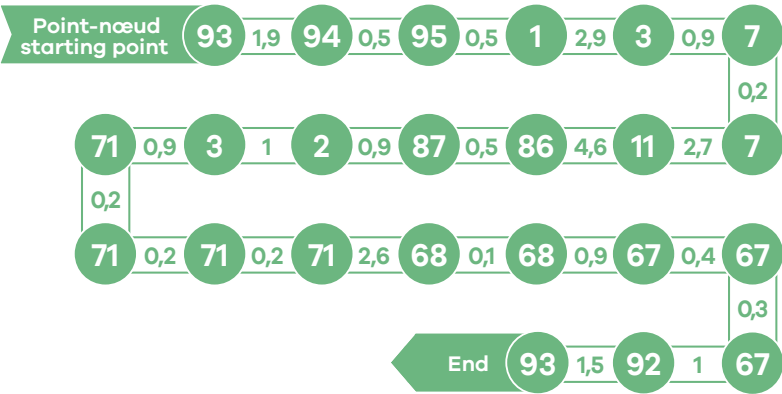 Point-nœud
starting point
93 1,9 94 0,5 95 0,5 1 2,9 3 0,9 7
0,2
71 0,9 3 1 2 0,9 87 0,5 86 4,6 11 2,7 7
0,2
71 0,2 71 0,2 71 2,6 68 0,1 68 0,9 67 0,4 67
0,3
End 93 1,5 92 1 67